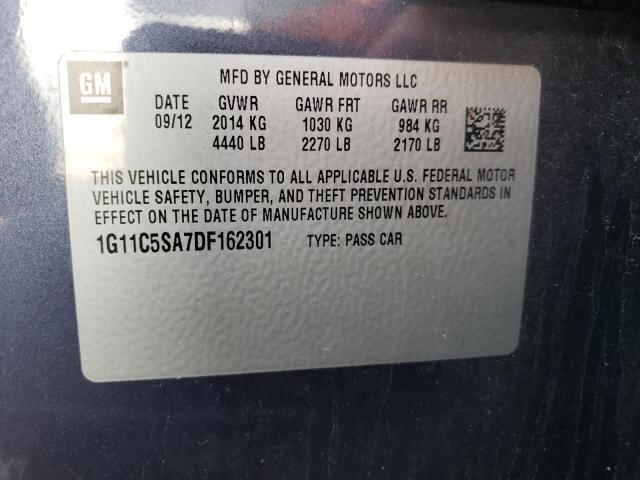 GM ®
MFD BY GENERAL MOTORS LLC
DATE GVWR GAWR FRT GAWR RR
09/12 2014 KG 1030 KG 984 KG
4440 LB 2270 LB 2170 LB
THIS VEHICLE CONFORMS TO ALL APPLICABLE U.S. FEDERAL MOTOR
VEHICLE SAFETY, BUMPER, AND THEFT PREVENTION STANDARDS IN
EFFECT ON THE DATE OF MANUFACTURE SHOWN ABOVE.
1G11C5SA7DF162301 TYPE: PASS CAR